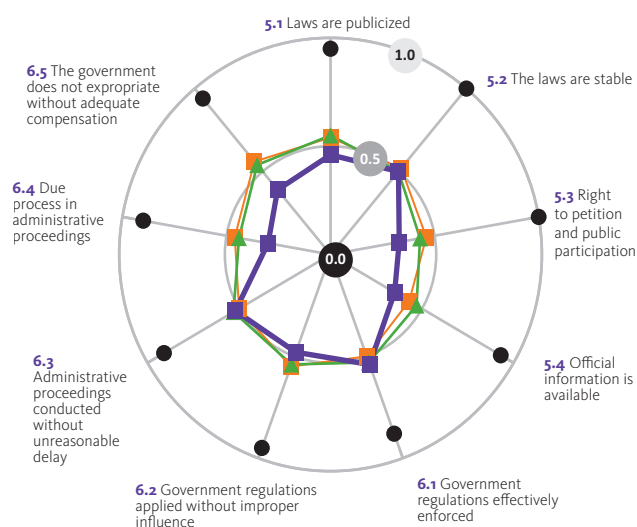 5.1 Laws are publicized
1.0
5.2 The laws are stable
0.5
5.3 Right
to petition
and public
participation
0.0
5.4 Official
information is
available
6.1 Government
regulations effectively
enforced
6.2 Government regulations
applied without improper
influence
6.3
Administrative
proceedings
conducted
without
unreasonable
delay
6.4 Due
process in
administrative
proceedings
6.5 The government
does not expropriate
without adequate
compensation